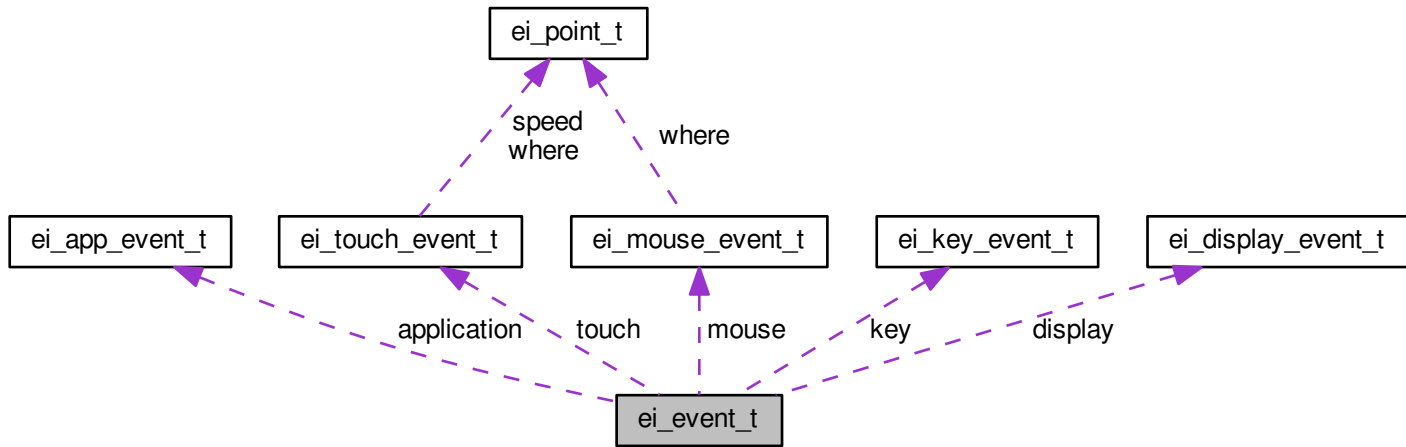 ei_point_t
speed
where
where
ei_app_event_t
ei_touch_event_t
ei_mouse_event_t
ei_key_event_t
ei_display_event_t
application
touch
mouse
key
display
ei_event_t